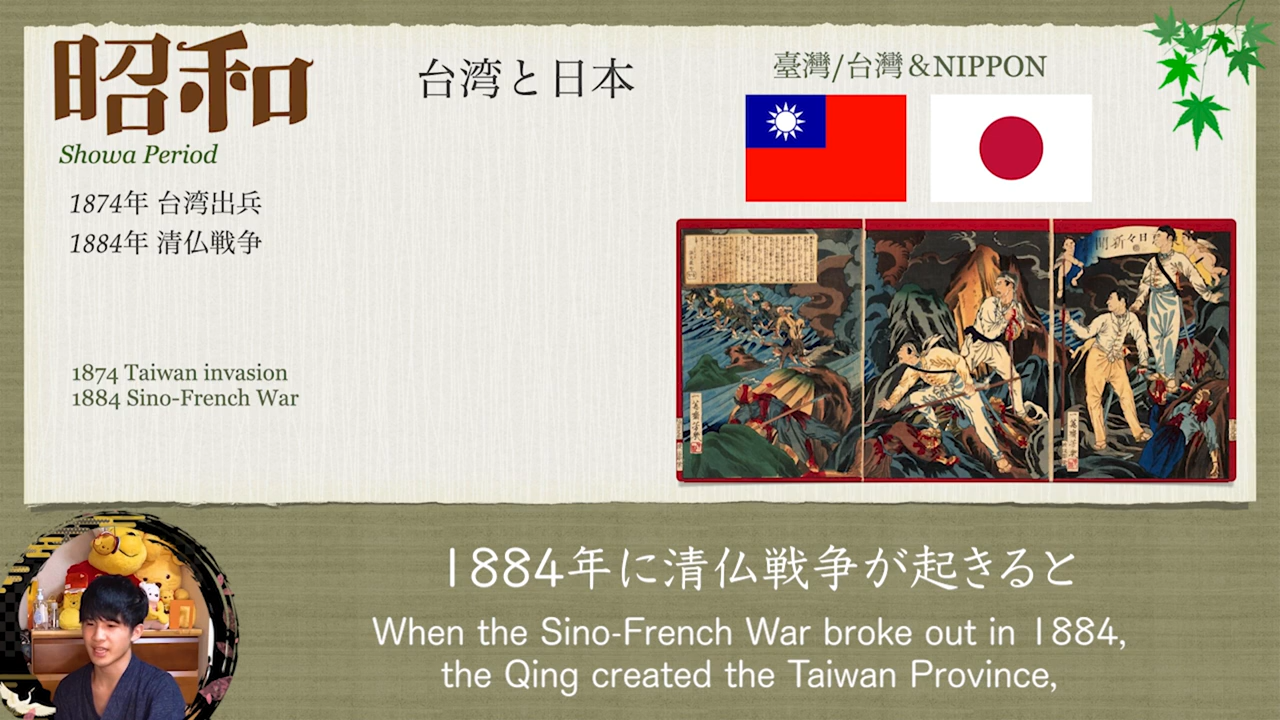 昭和
Showa Period
台湾と日本
臺灣/台灣&NIPPON
1874年 台湾出兵
1884年 清仏戦争
1874 Taiwan invasion
1884 Sino-French War
1884年に清仏戦争が起きると
When the Sino-French War broke out in 1884,
the Qing created the Taiwan Province,